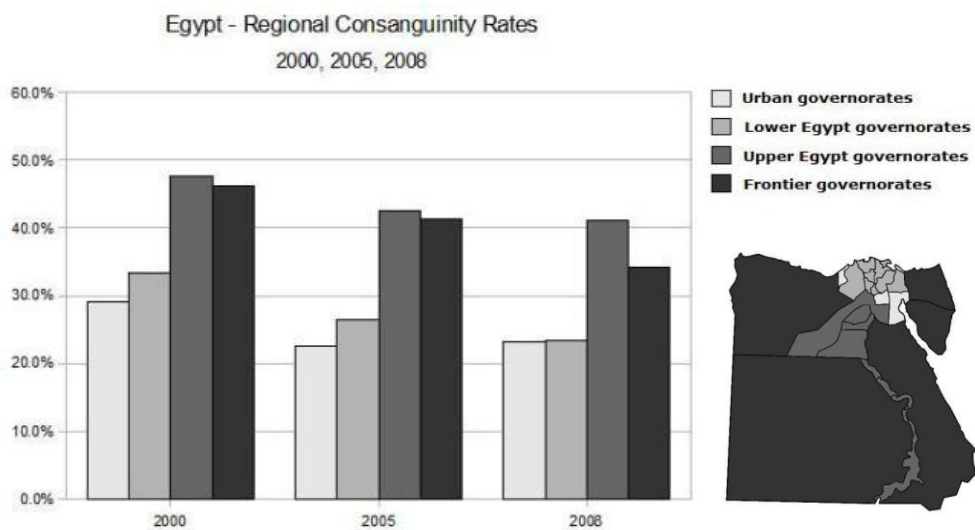 Egypt - Regional Consanguinity Rates
2000, 2005, 2008
60.0%
50.0%
40.0%
30.0%
20.0%
10.0%
0.0%
2000
2005
2008
Urban governorates
Lower Egypt governorates
Upper Egypt governorates
Frontier governorates